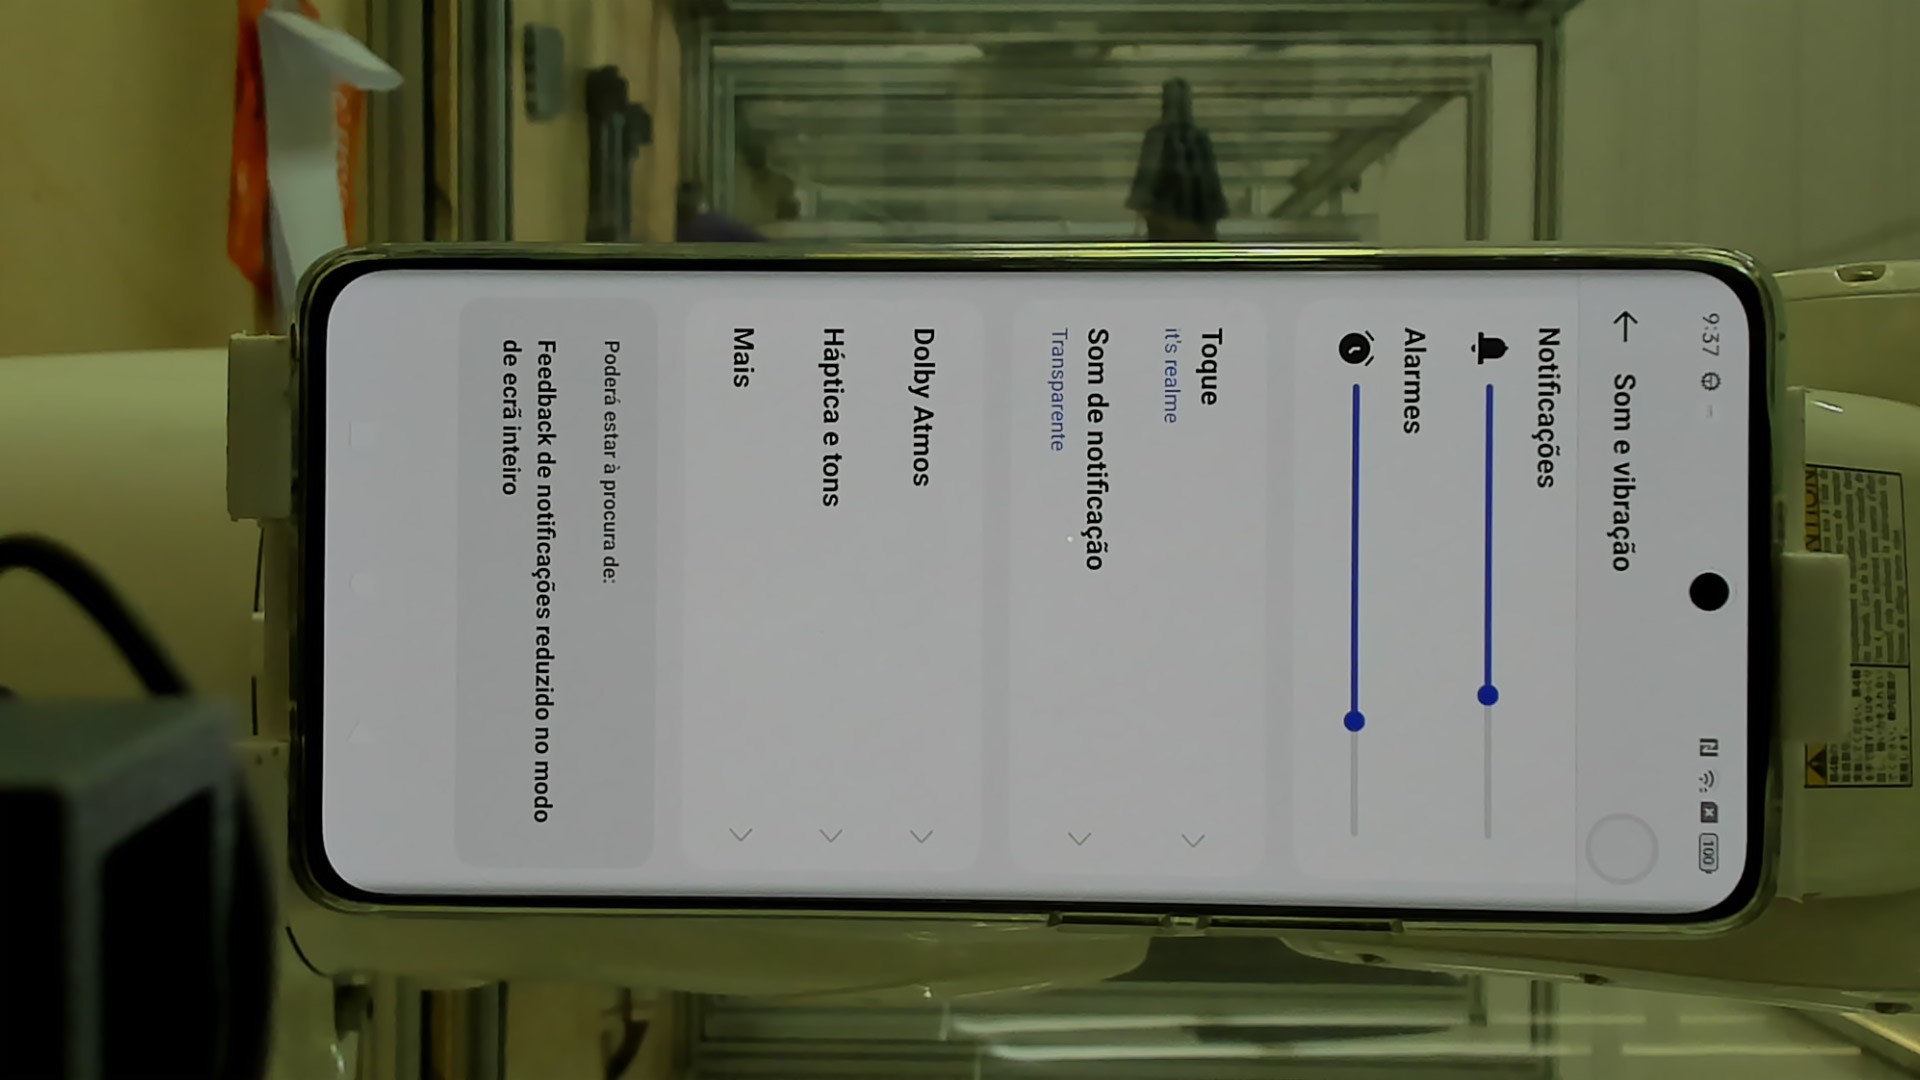 9:37
100
Som e vibração
Notificações
Alarmes
Toque
it's realme
Som de notificação
Transparente
Dolby Atmos
Háptica e tons
Mais
Poderá estar à procura de:
Feedback de notificações reduzido no modo
de ecrã inteiro